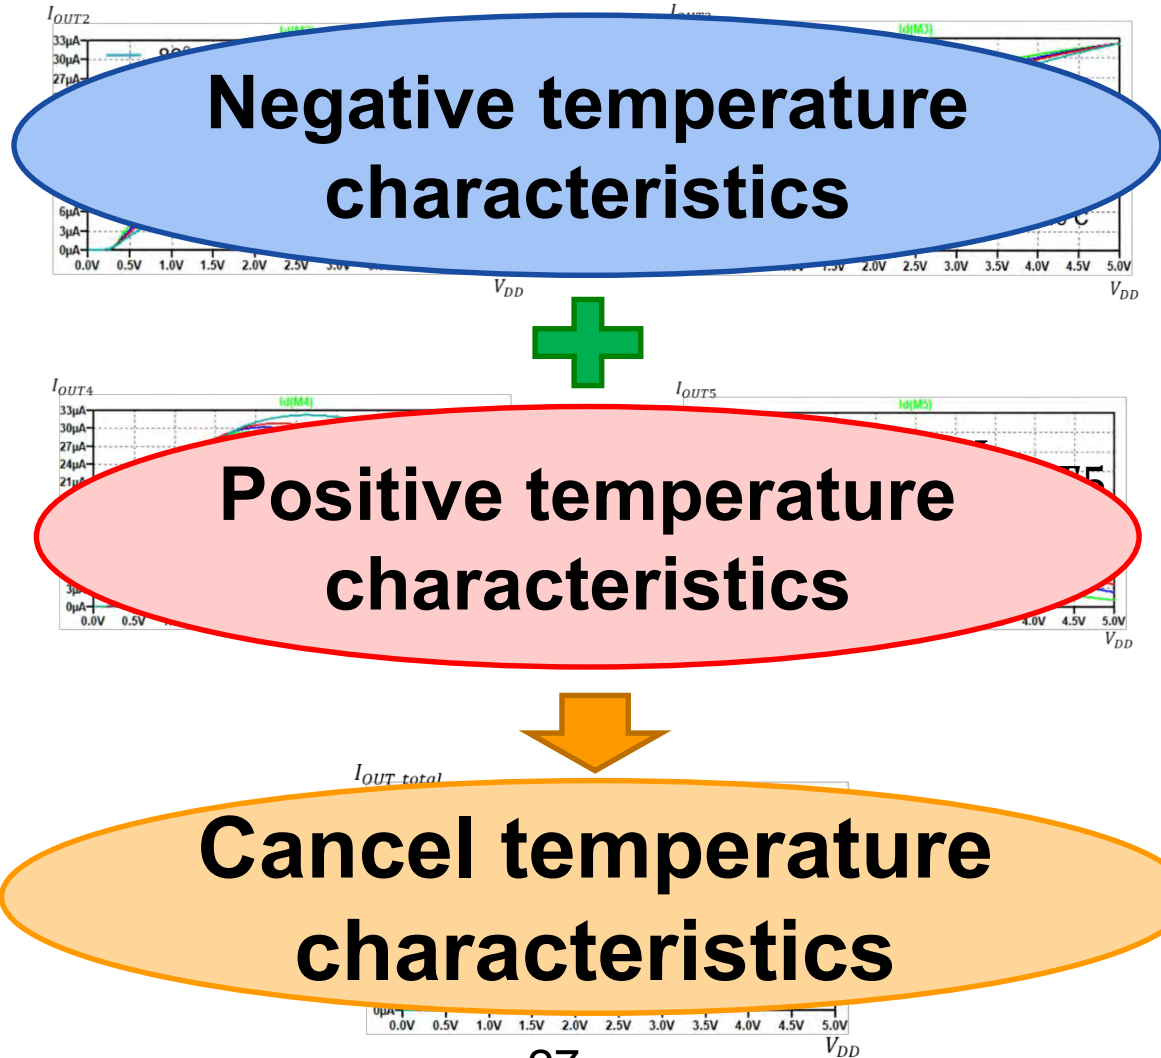 I_OUT2
Id(M3)
33µA
30µA
27µA
6µA
3µA
0µA
0.0V 0.5V 1.0V 1.5V 2.0V 2.5V
2.0V 2.5V 3.0V 3.5V 4.0V 4.5V 5.0V
V_DD
V_DD
Negative temperature
characteristics
I_OUT4
Id(M4)
33µA
30µA
27µA
24µA
21µA
0µA
0.0V 0.5V
I_OUT5
Id(M5)
4.0V 4.5V 5.0V
V_DD
Positive temperature
characteristics
I_OUT total
Cancel temperature
characteristics
0µA
0.0V 0.5V 1.0V 1.5V 2.0V 2.5V 3.0V 3.5V 4.0V 4.5V 5.0V
V_DD